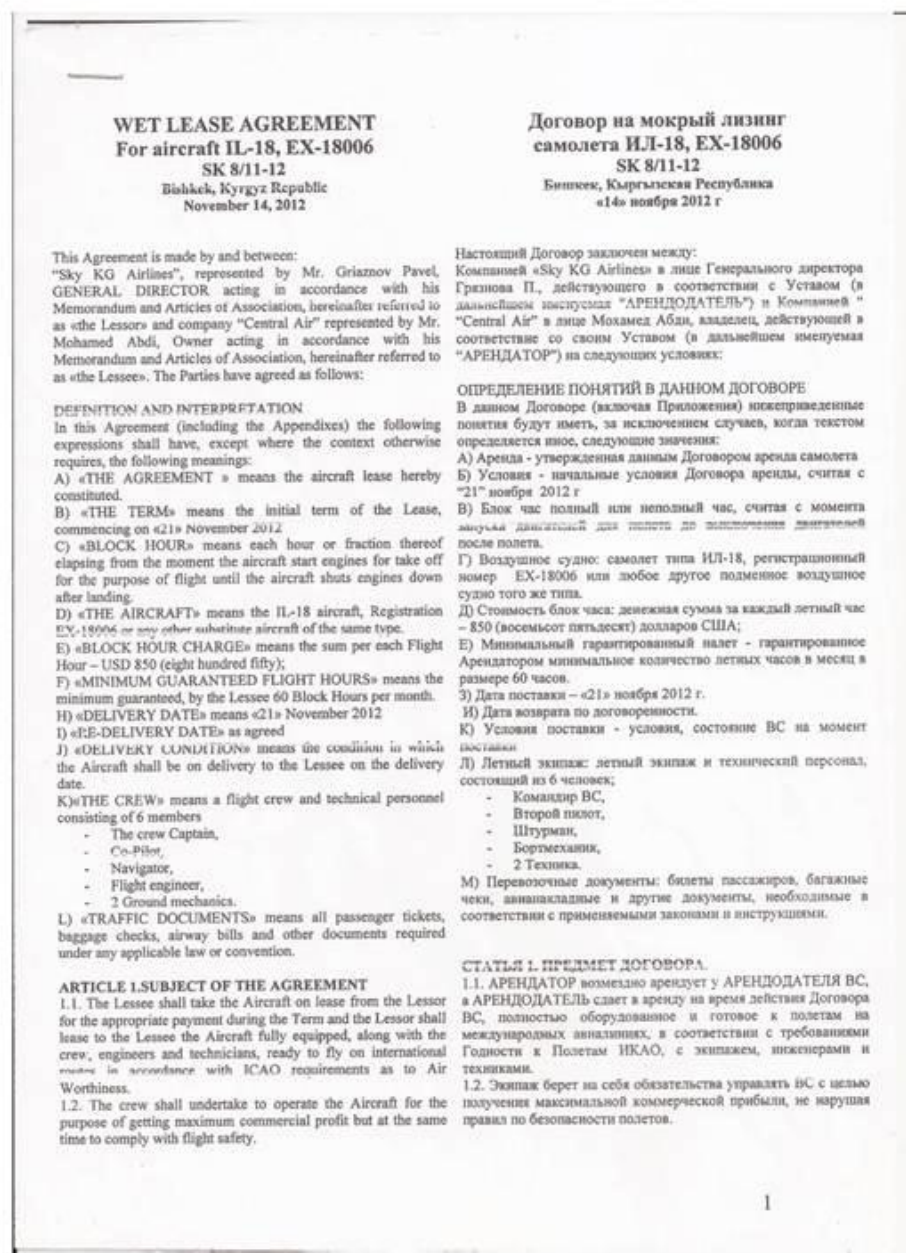 WET LEASE AGREEMENT
For aircraft IL-18, EX-18006
SK 8/11-12
Bishkek, Kyrgyz Republic
November 14, 2012
This Agreement is made by and between:
"Sky KG Airlines", represented by Mr. Griaznov Pavel,
GENERAL DIRECTOR acting in accordance with his
Memorandum and Articles of Association, hereinafter referred to
as «the Lessor» and company "Central Air" represented by Mr.
Mohamed Abdi, Owner acting in accordance with his
Memorandum and Articles of Association, hereinafter referred to
as «the Lessee». The Parties have agreed as follows:
DEFINITION AND INTERPRETATION
In this Agreement (including the Appendixes) the following
expressions shall have, except where the context otherwise
requires, the following meanings:
A) «THE AGREEMENT » means the aircraft lease hereby
constituted.
B) «THE TERM» means the initial term of the Lease,
commencing on «21» November 2012
C) «BLOCK HOUR» means each hour or fraction thereof
elapsing from the moment the aircraft start engines for take off
for the purpose of flight until the aircraft shuts engines down
after landing.
D) «THE AIRCRAFT» means the IL-18 aircraft, Registration
EX-18006 or any other substitute aircraft of the same type.
E) «BLOCK HOUR CHARGE» means the sum per each Flight
Hour – USD 850 (eight hundred fifty);
F) «MINIMUM GUARANTEED FLIGHT HOURS» means the
minimum guaranteed, by the Lessee 60 Block Hours per month.
H) «DELIVERY DATE» means «21» November 2012
I) «RE-DELIVERY DATE» as agreed
J) «DELIVERY CONDITION» means the condition in which
the Aircraft shall be on delivery to the Lessee on the delivery
date.
K)«THE CREW» means a flight crew and technical personnel
consisting of 6 members
- The crew Captain,
- Co-Pilot,
- Navigator,
- Flight engineer,
- 2 Ground mechanics.
L) «TRAFFIC DOCUMENTS» means all passenger tickets,
baggage checks, airway bills and other documents required
under any applicable law or convention.
ARTICLE 1.SUBJECT OF THE AGREEMENT
1.1. The Lessee shall take the Aircraft on lease from the Lessor
for the appropriate payment during the Term and the Lessor shall
lease to the Lessee the Aircraft fully equipped, along with the
crew, engineers and technicians, ready to fly on international
routes in accordance with ICAO requirements as to Air
Worthiness.
1.2. The crew shall undertake to operate the Aircraft for the
purpose of getting maximum commercial profit but at the same
time to comply with flight safety.
Договор на мокрый лизинг
самолета ИЛ-18, EX-18006
SK 8/11-12
Бишкек, Кыргызская Республика
«14» ноября 2012 г
Настоящий Договор заключен между:
Компанией «Sky KG Airlines» в лице Генерального директора
Грязнова П., действующего в соответствии с Уставом (в
дальнейшем именуемая "АРЕНДОДАТЕЛЬ") и Компанией "
"Central Air" в лице Мохамед Абди, владелец, действующей в
соответствие со своим Уставом (в дальнейшем именуемая
"АРЕНДАТОР") на следующих условиях:
ОПРЕДЕЛЕНИЕ ПОНЯТИЙ В ДАННОМ ДОГОВОРЕ
В данном Договоре (включая Приложения) нижеприведенные
понятия будут иметь, за исключением случаев, когда текстом
определяется иное, следующие значения:
А) Аренда - утвержденная данным Договором аренда самолета
Б) Условия - начальные условия Договора аренды, считая с
"21" ноября 2012 г
В) Блок час полный или неполный час, считая с момента
запуска двигателей для полета до выключения двигателей
после полета.
Г) Воздушное судно: самолет типа ИЛ-18, регистрационный
номер EX-18006 или любое другое подменное воздушное
судно того же типа.
Д) Стоимость блок часа: денежная сумма за каждый летный час
– 850 (восемьсот пятьдесят) долларов США;
Е) Минимальный гарантированный налет - гарантированное
Арендатором минимальное количество летных часов в месяц в
размере 60 часов.
З) Дата поставки – «21» ноября 2012 г.
И) Дата возврата по договоренности.
К) Условия поставки - условия, состояние ВС на момент
поставки
Л) Летный экипаж: летный экипаж и технический персонал,
состоящий из 6 человек;
- Командир ВС,
- Второй пилот,
- Штурман,
- Бортмеханик,
- 2 Техника.
М) Перевозочные документы: билеты пассажиров, багажные
чеки, авианакладные и другие документы, необходимые в
соответствии с применяемыми законами и инструкциями.
СТАТЬЯ 1. ПРЕДМЕТ ДОГОВОРА.
1.1. АРЕНДАТОР возмездно арендует у АРЕНДОДАТЕЛЯ ВС,
а АРЕНДОДАТЕЛЬ сдает в аренду на время действия Договора
ВС, полностью оборудованное и готовое к полетам на
международных авиалиниях, в соответствии с требованиями
Годности к Полетам ИКАО, с экипажем, инженерами и
техниками.
1.2. Экипаж берет на себя обязательства управлять ВС с целью
получения максимальной коммерческой прибыли, не нарушая
правил по безопасности полетов.
1